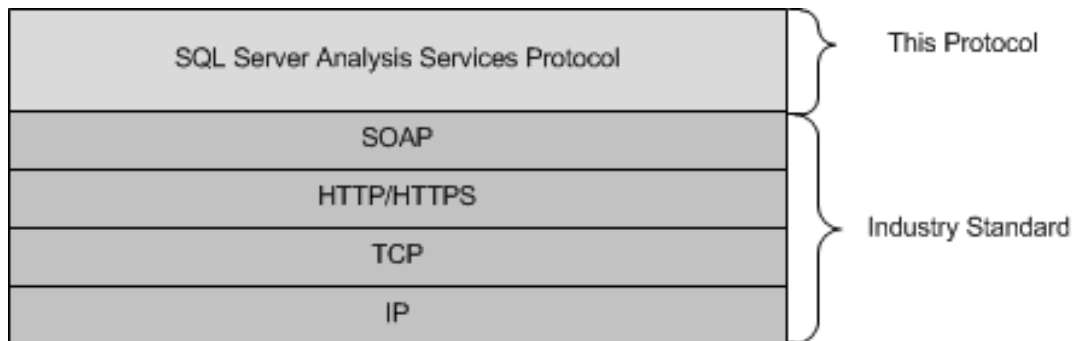 SQL Server Analysis Services Protocol
This Protocol
SOAP
HTTP/HTTPS
TCP
IP
Industry Standard